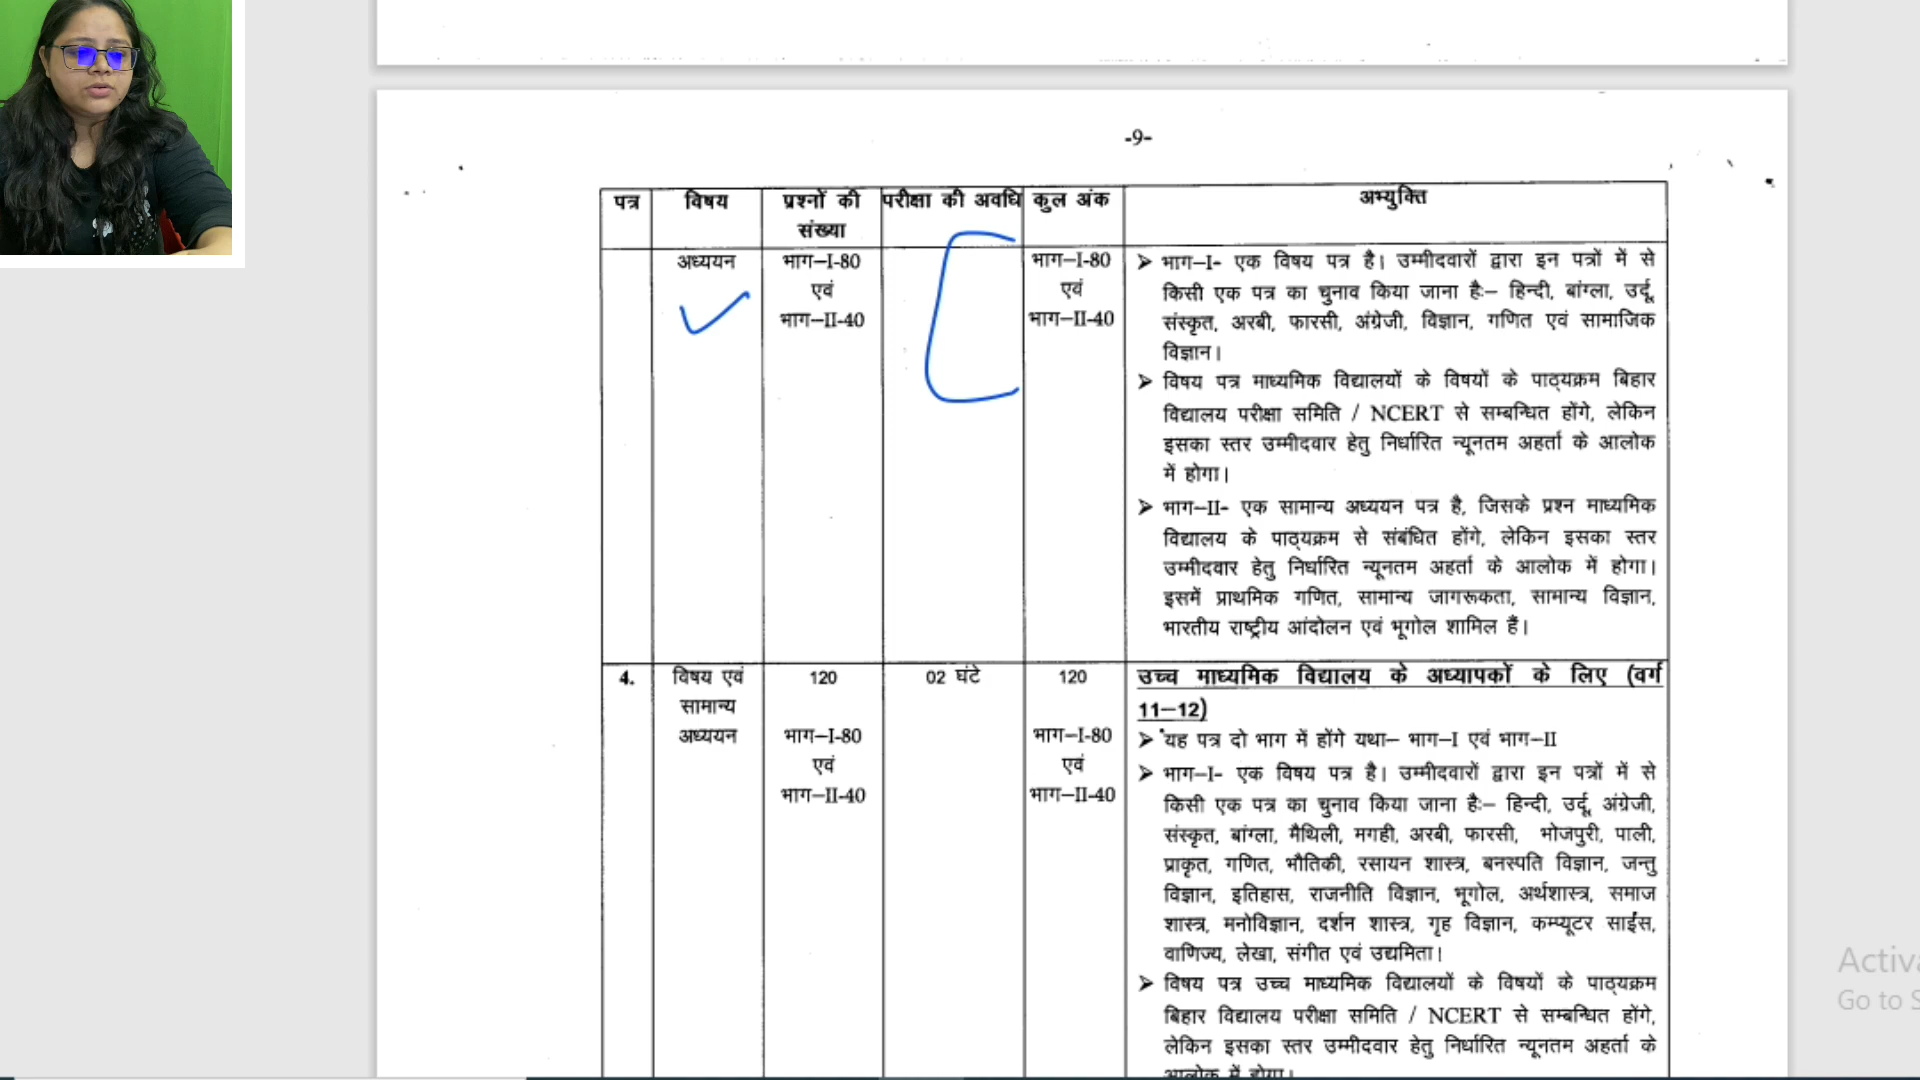 -9-
पत्र विषय प्रश्नों की परीक्षा की अवधि कुल अंक अभ्युक्ति
संख्या
अध्ययन
भाग–I-80
एवं
भाग–II-40
भाग–I-80
एवं
भाग–II-40
➢ भाग–I- एक विषय पत्र है। उम्मीदवारों द्वारा इन पत्रों में से
किसी एक पत्र का चुनाव किया जाना हैः– हिन्दी, बांग्ला, उर्दू,
संस्कृत, अरबी, फारसी, अंग्रेजी, विज्ञान, गणित एवं सामाजिक
विज्ञान।
➢ विषय पत्र माध्यमिक विद्यालयों के विषयों के पाठ्यक्रम बिहार
विद्यालय परीक्षा समिति / NCERT से सम्बन्धित होंगे, लेकिन
इसका स्तर उम्मीदवार हेतु निर्धारित न्यूनतम अहर्ता के आलोक
में होगा।
➢ भाग–II- एक सामान्य अध्ययन पत्र है, जिसके प्रश्न माध्यमिक
विद्यालय के पाठ्यक्रम से संबंधित होंगे, लेकिन इसका स्तर
उम्मीदवार हेतु निर्धारित न्यूनतम अहर्ता के आलोक में होगा।
इसमें प्राथमिक गणित, सामान्य जागरूकता, सामान्य विज्ञान,
भारतीय राष्ट्रीय आंदोलन एवं भूगोल शामिल हैं।
4.
विषय एवं
सामान्य
अध्ययन
120
भाग–I-80
एवं
भाग–II-40
02 घंटे
120
भाग–I-80
एवं
भाग–II-40
उच्च माध्यमिक विद्यालय के अध्यापकों के लिए (वर्ग
11–12)
➢ यह पत्र दो भाग में होंगे यथा– भाग–I एवं भाग–II
➢ भाग–I- एक विषय पत्र है। उम्मीदवारों द्वारा इन पत्रों में से
किसी एक पत्र का चुनाव किया जाना हैः– हिन्दी, उर्दू, अंग्रेजी,
संस्कृत, बांग्ला, मैथिली, मगही, अरबी, फारसी, भोजपुरी, पाली,
प्राकृत, गणित, भौतिकी, रसायन शास्त्र, बनस्पति विज्ञान, जन्तु
विज्ञान, इतिहास, राजनीति विज्ञान, भूगोल, अर्थशास्त्र, समाज
शास्त्र, मनोविज्ञान, दर्शन शास्त्र, गृह विज्ञान, कम्प्यूटर साईंस,
वाणिज्य, लेखा, संगीत एवं उद्यमिता।
➢ विषय पत्र उच्च माध्यमिक विद्यालयों के विषयों के पाठ्यक्रम
बिहार विद्यालय परीक्षा समिति / NCERT से सम्बन्धित होंगे,
लेकिन इसका स्तर उम्मीदवार हेतु निर्धारित न्यूनतम अहर्ता के
आलोक में होगा।
Activa
Go to S